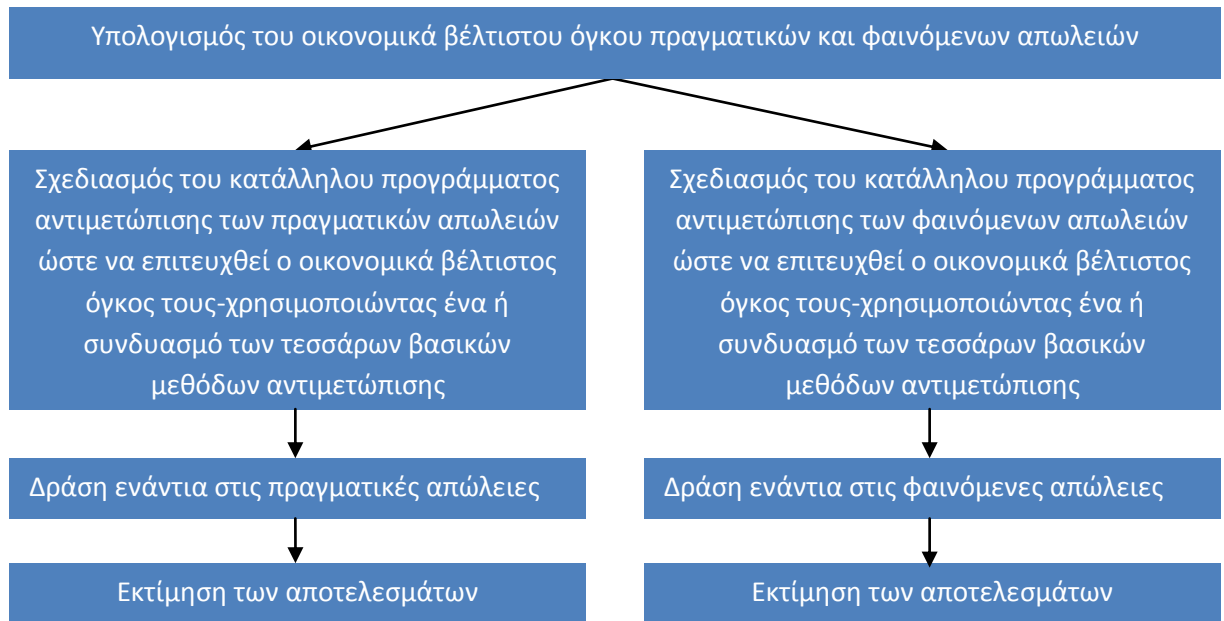 Υπολογισμός του οικονομικά βέλτιστου όγκου πραγματικών και φαινόμενων απωλειών
Σχεδιασμός του κατάλληλου προγράμματος
αντιμετώπισης των πραγματικών απωλειών
ώστε να επιτευχθεί ο οικονομικά βέλτιστος
όγκος τους-χρησιμοποιώντας ένα ή
συνδυασμό των τεσσάρων βασικών
μεθόδων αντιμετώπισης
Σχεδιασμός του κατάλληλου προγράμματος
αντιμετώπισης των φαινόμενων απωλειών
ώστε να επιτευχθεί ο οικονομικά βέλτιστος
όγκος τους-χρησιμοποιώντας ένα ή
συνδυασμό των τεσσάρων βασικών
μεθόδων αντιμετώπισης
Δράση ενάντια στις πραγματικές απώλειες
Δράση ενάντια στις φαινόμενες απώλειες
Εκτίμηση των αποτελεσμάτων
Εκτίμηση των αποτελεσμάτων